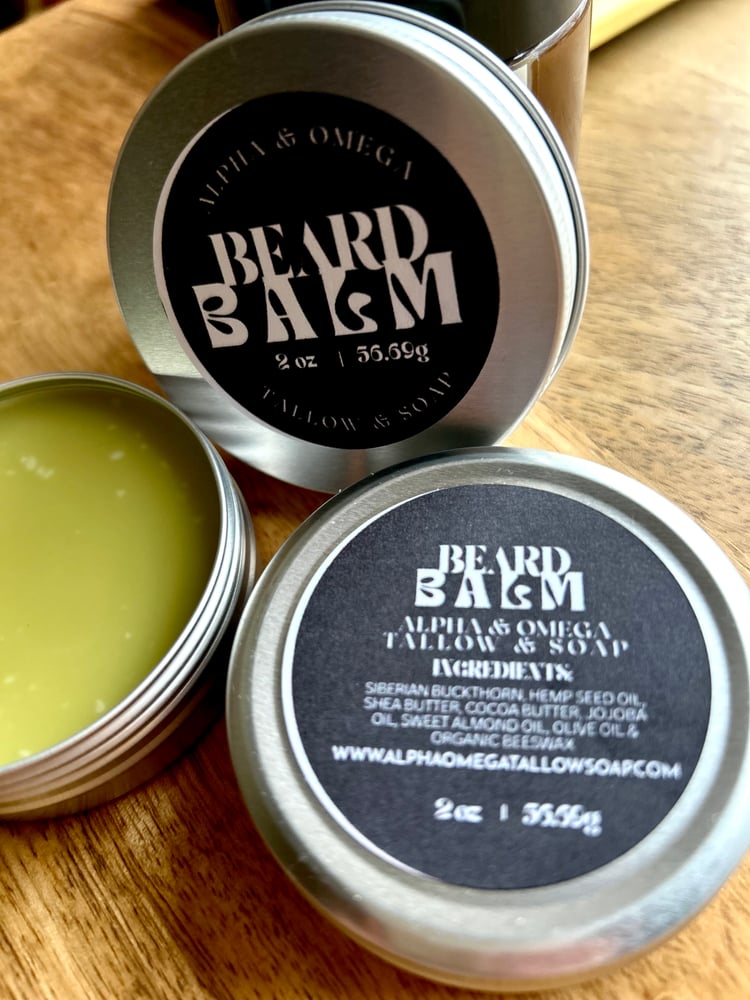 ALPHA & OMEGA
BEARD
BALM
2 oz | 56.69g
TALLOW & SOAP
BEARD
BALM
ALPHA & OMEGA
TALLOW & SOAP
INGREDIENTS:
SIBERIAN BUCKTHORN, HEMP SEED OIL,
SHEA BUTTER, COCOA BUTTER, JOJOBA
OIL, SWEET ALMOND OIL, OLIVE OIL &
ORGANIC BEESWAX
WWW.ALPHAOMEGATALLOWSOAP.COM
2 oz | 56.69g